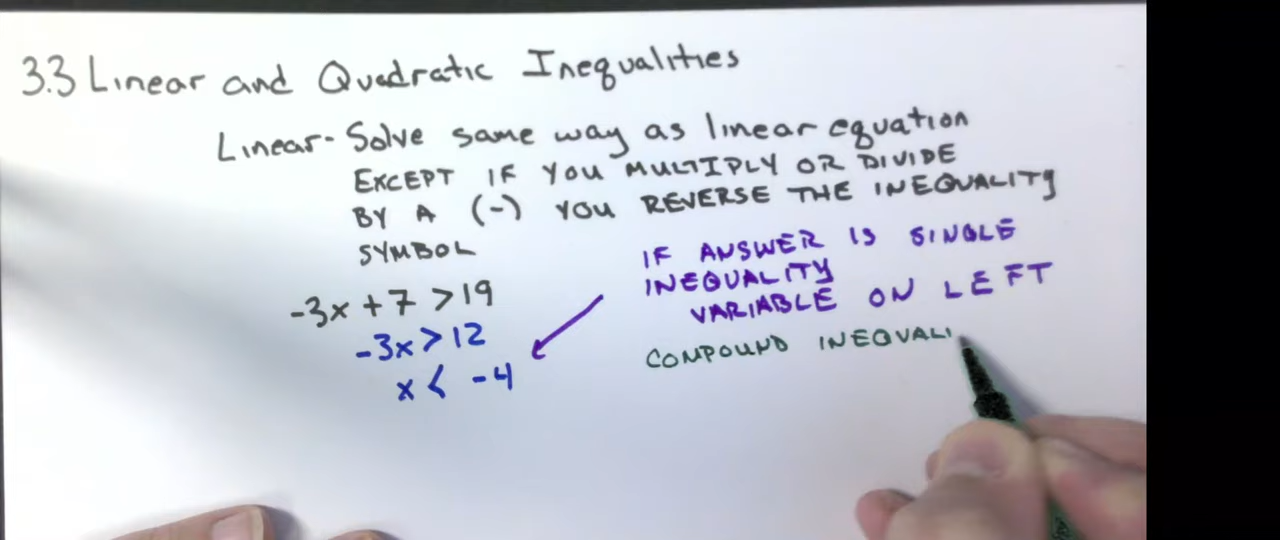 3.3 Linear and Quadratic Inequalities
Linear - Solve same way as linear equation
EXCEPT IF YOU MULTIPLY OR DIVIDE
BY A (-) YOU REVERSE THE INEQUALITY
SYMBOL
-3x + 7 > 19
-3x > 12
x < -4
IF ANSWER IS SINGLE
INEQUALITY
VARIABLE ON LEFT
COMPOUND INEQUALI